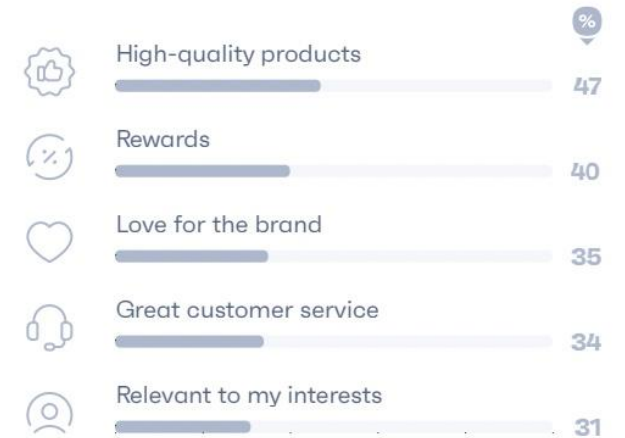 %
High-quality products
47
Rewards
40
Love for the brand
35
Great customer service
34
Relevant to my interests
31